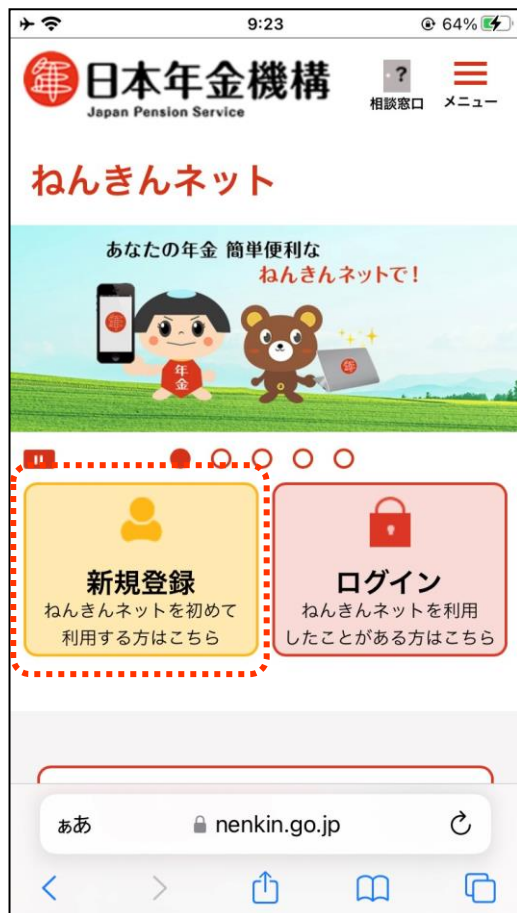 9:23
64%
年 日本年金機構
Japan Pension Service
?
相談窓口
メニュー
ねんきんネット
あなたの年金 簡単便利な
ねんきんネットで!
年
年金
年
新規登録
ねんきんネットを初めて
利用する方はこちら
ログイン
ねんきんネットを利用
したことがある方はこちら
ぁあ
nenkin.go.jp